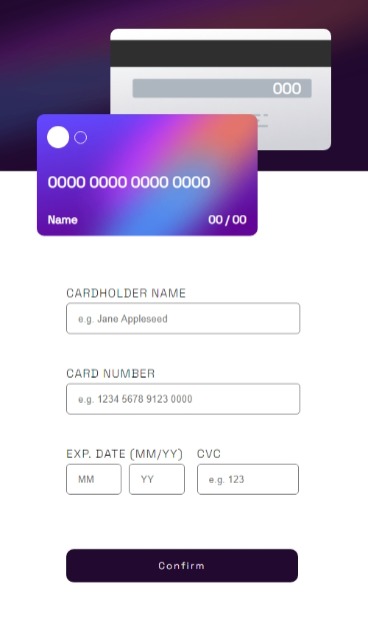 000
0000 0000 0000 0000
Name 00 / 00
CARDHOLDER NAME
e.g. Jane Appleseed
CARD NUMBER
e.g. 1234 5678 9123 0000
EXP. DATE (MM/YY) CVC
MM YY e.g. 123
Confirm